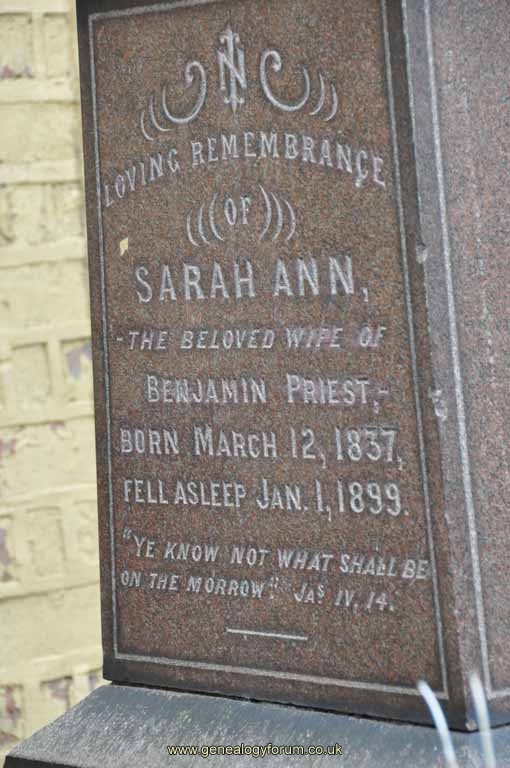 IN
LOVING REMEMBRANCE
OF
SARAH ANN,
-THE BELOVED WIFE OF
BENJAMIN PRIEST,-
BORN MARCH 12, 1837,
FELL ASLEEP JAN. 1, 1899.
"YE KNOW NOT WHAT SHALL BE
ON THE MORROW." JAS IV. 14.
www.genealogyforum.co.uk